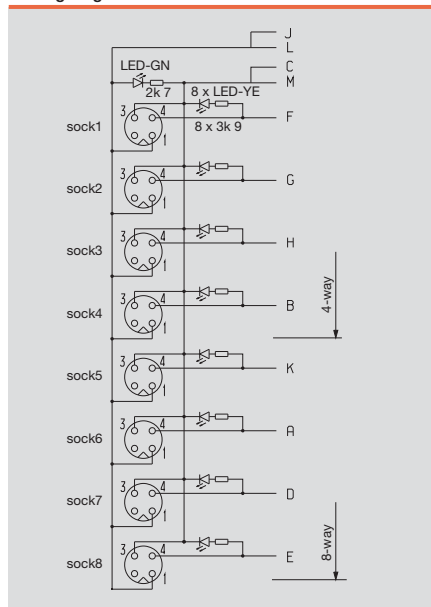 J
L
C
LED-GN
M
2k 7
8 x LED-YE
3 4
F
sock1
8 x 3k 9
1
3 4
G
sock2
1
3 4
H
sock3
1
3 4
B
4-way
sock4
1
3 4
K
sock5
1
3 4
A
sock6
1
3 4
D
sock7
1
3 4
E
8-way
sock8
1